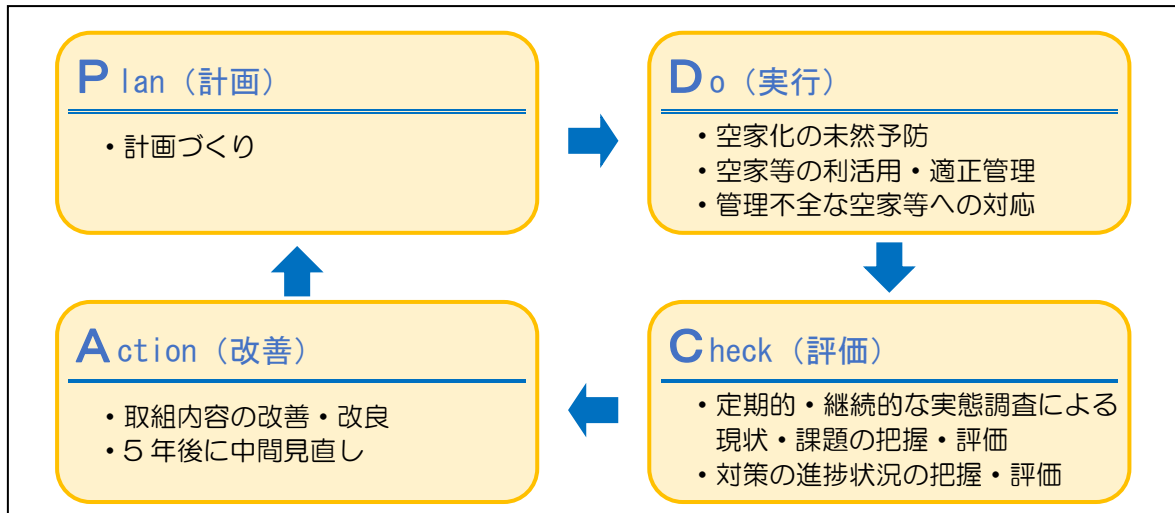 Plan（計画）
・計画づくり
Do（実行）
・空家化の未然予防
・空家等の利活用・適正管理
・管理不全な空家等への対応
Check（評価）
・定期的・継続的な実態調査による
現状・課題の把握・評価
・対策の進捗状況の把握・評価
Action（改善）
・取組内容の改善・改良
・5年後に中間見直し